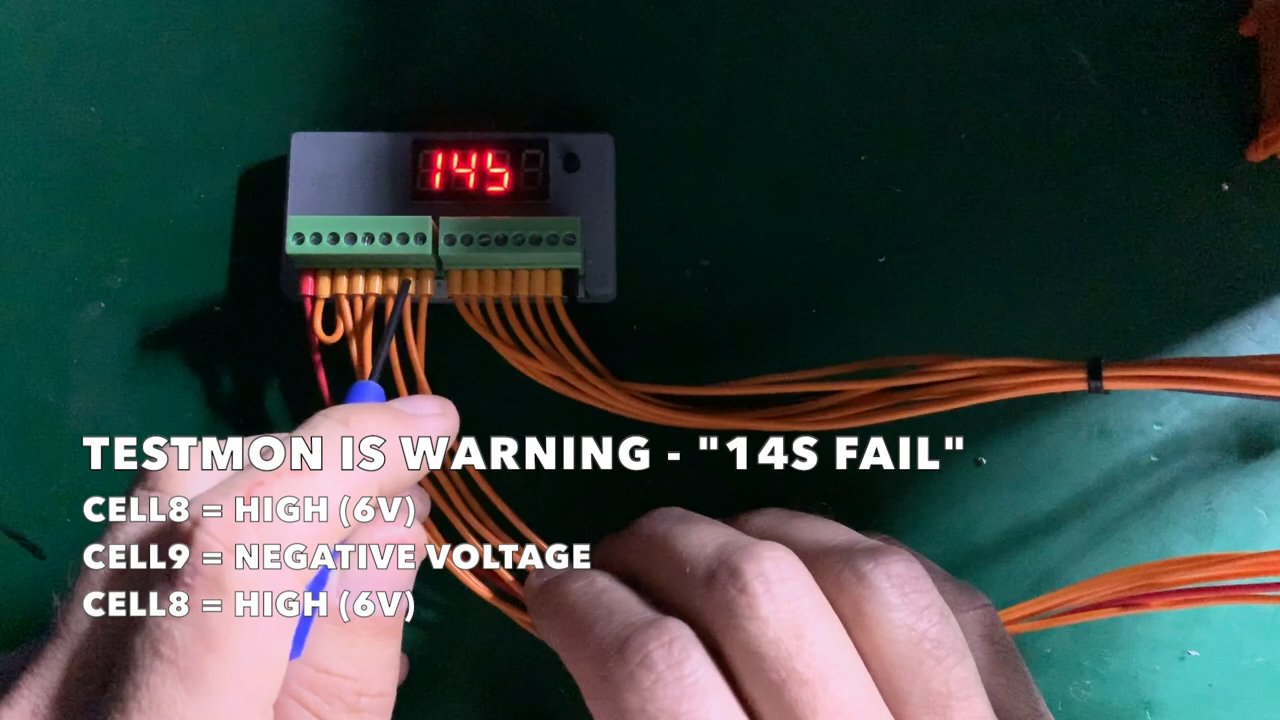 14S
TESTMON IS WARNING - "14S FAIL"
CELL8 = HIGH (6V)
CELL9 = NEGATIVE VOLTAGE
CELL8 = HIGH (6V)